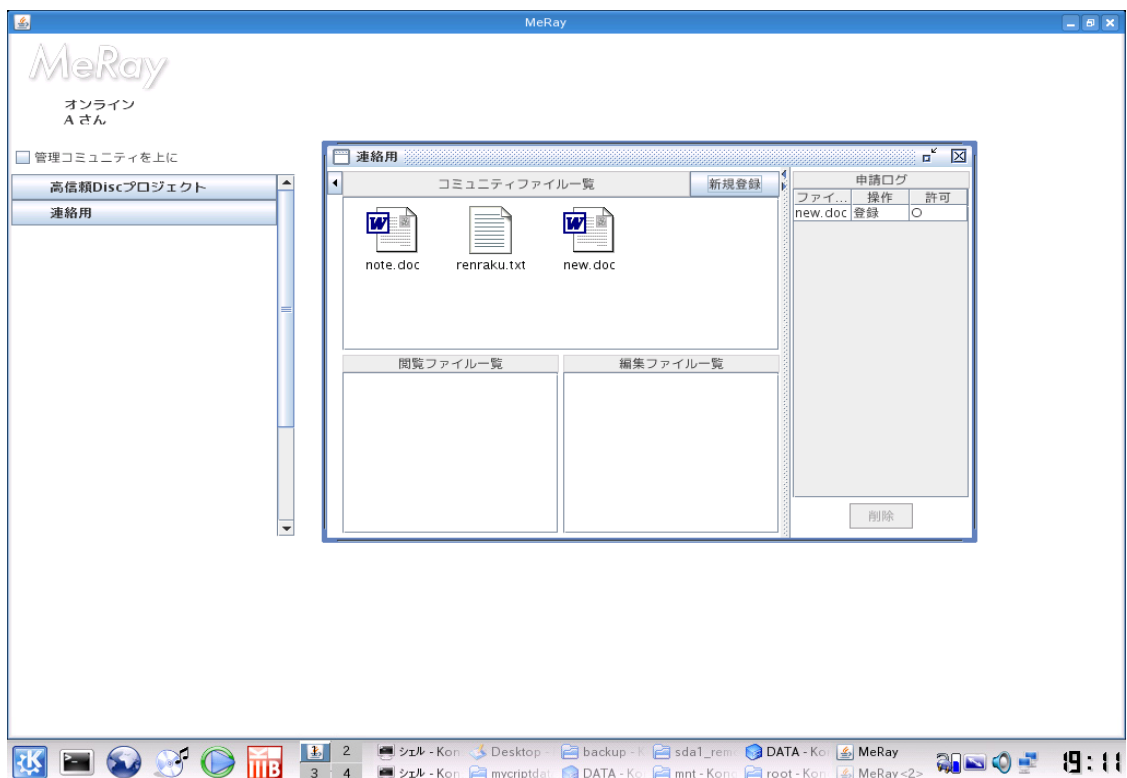 MeRay
MeRay
オンライン
A さん
管理コミュニティを上に
高信頼Discプロジェクト
連絡用
連絡用
コミュニティファイル一覧
新規登録
note.doc
renraku.txt
new.doc
閲覧ファイル一覧
編集ファイル一覧
申請ログ
ファイ... 操作 許可
new.doc 登録 ○
削除
1 2 シェル - Kon Desktop - backup - K sda1_rem DATA - Ko MeRay
3 4 シェル - Kon mycriptdat DATA - Ko mnt - Konq root - Kon MeRay<2>
19:11